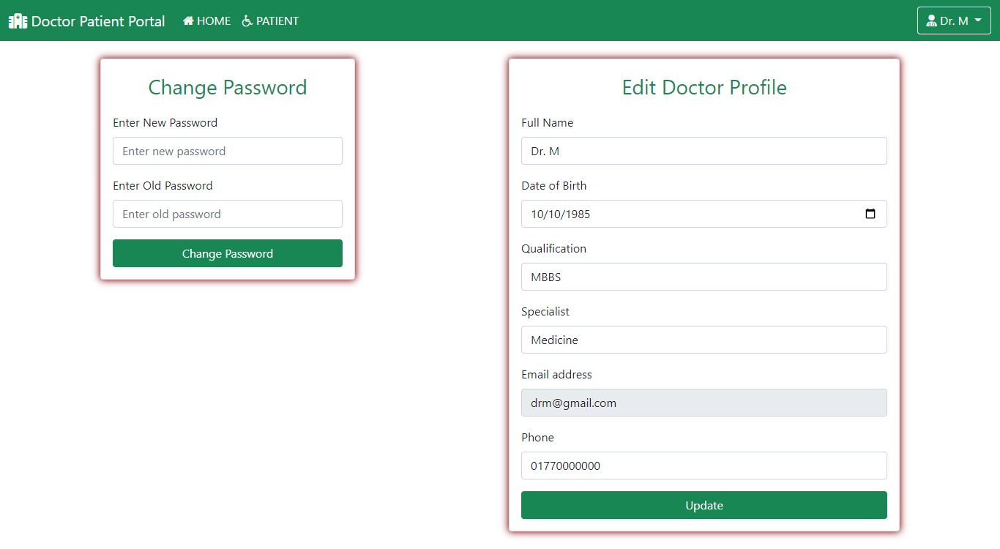 Doctor Patient Portal HOME PATIENT Dr. M
Change Password
Enter New Password
Enter new password
Enter Old Password
Enter old password
Change Password
Edit Doctor Profile
Full Name
Dr. M
Date of Birth
10/10/1985
Qualification
MBBS
Specialist
Medicine
Email address
drm@gmail.com
Phone
01770000000
Update